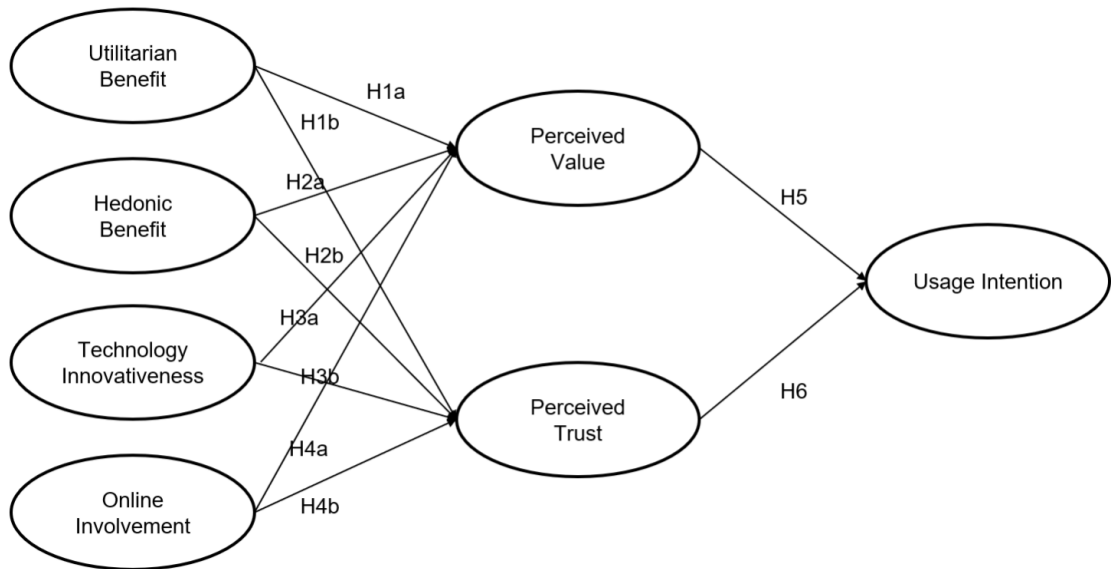 Utilitarian
Benefit
H1a
H1b
Perceived
Value
H2a
Hedonic
Benefit
H5
H2b
Usage Intention
H3a
Technology
Innovativeness
H3b
H6
Perceived
Trust
H4a
Online
Involvement
H4b